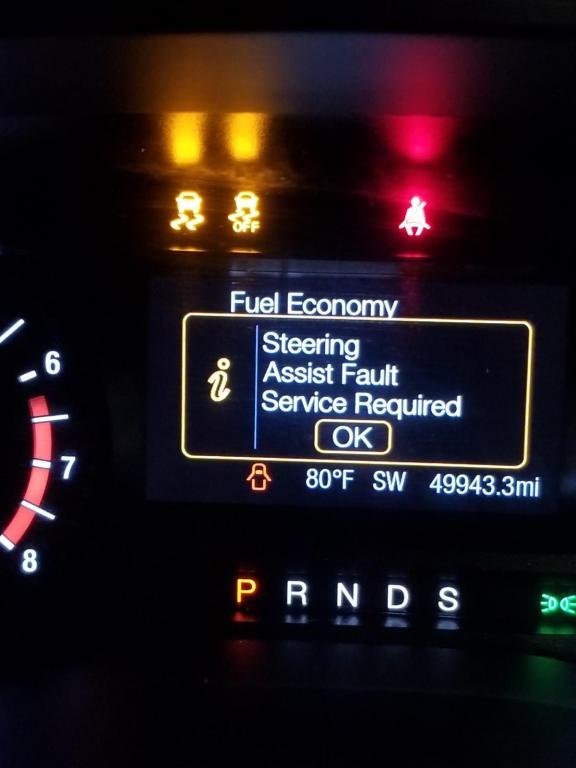 OFF
Fuel Economy
Steering
Assist Fault
Service Required
OK
80°F SW 49943.3mi
6
7
8
P R N D S